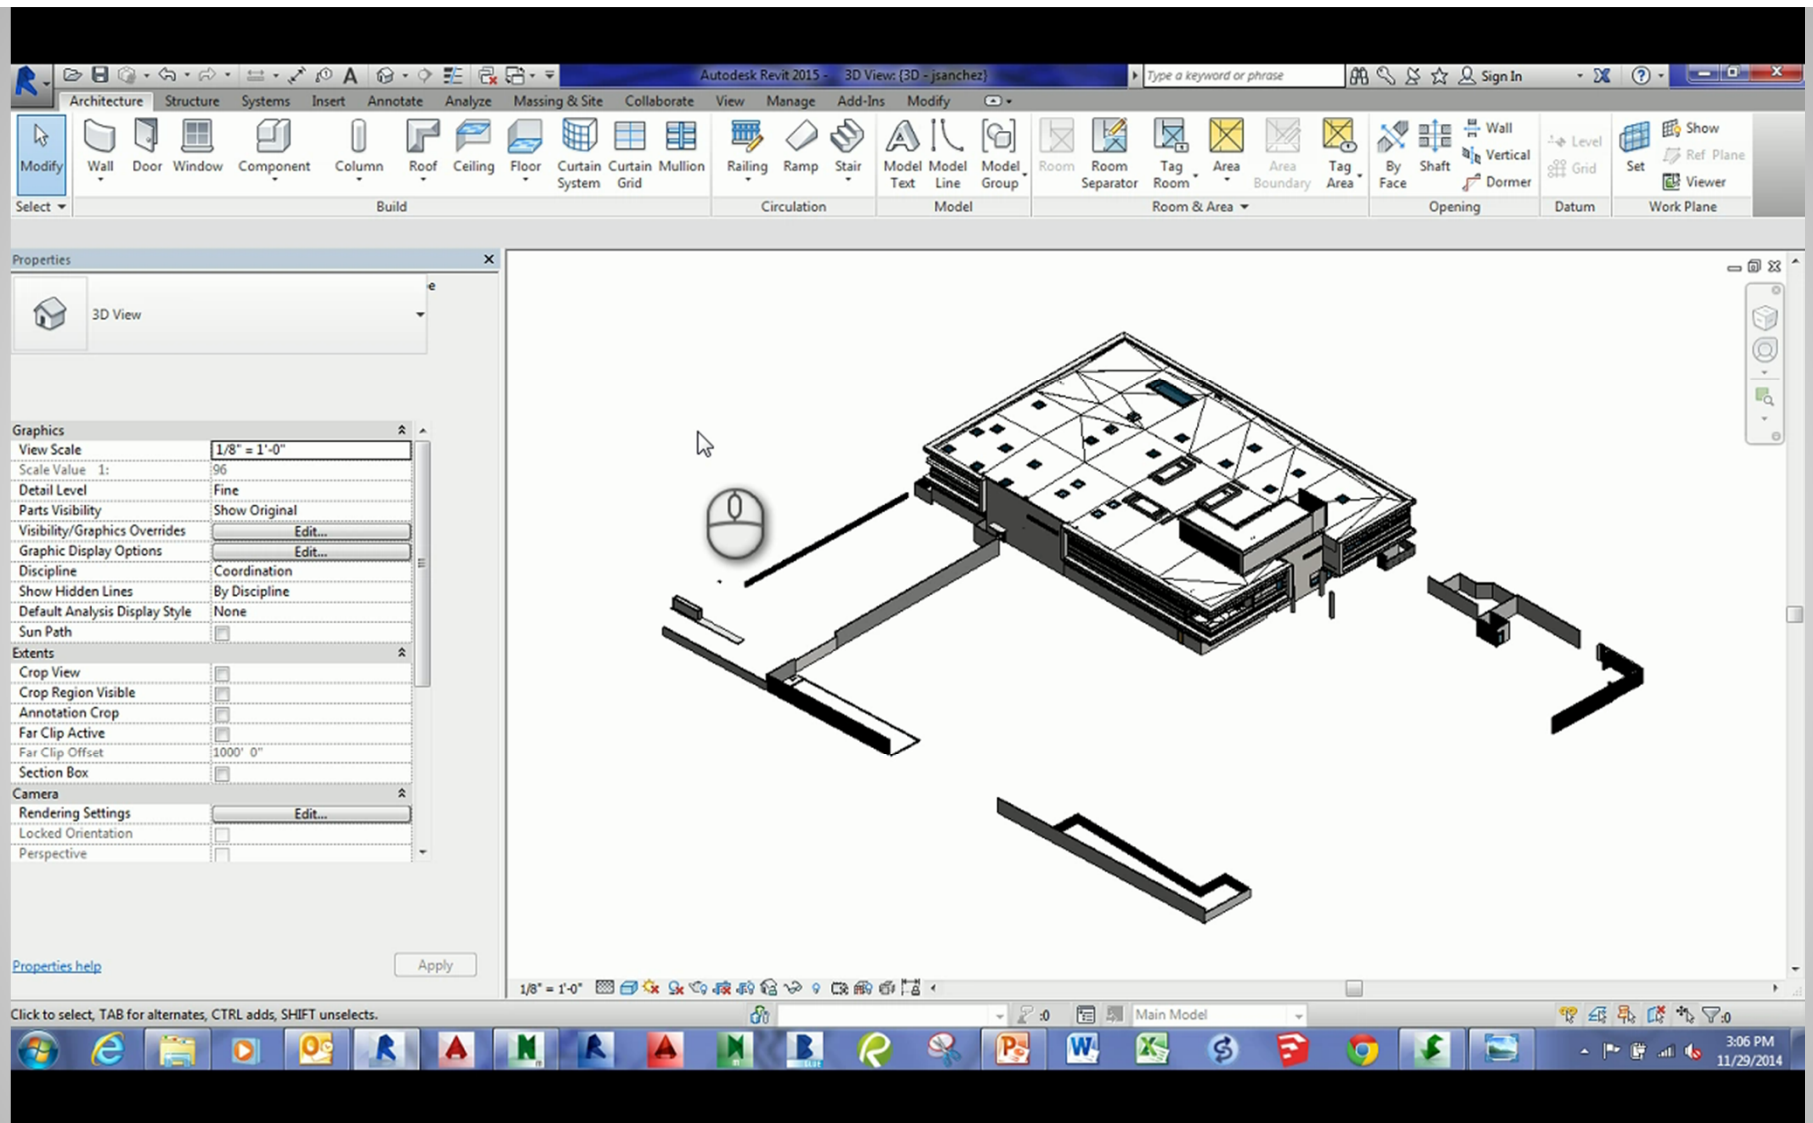 Autodesk Revit 2015 -    3D View: {3D - jsanchez}
Type a keyword or phrase
Sign In
Architecture Structure Systems Insert Annotate Analyze Massing & Site Collaborate View Manage Add-Ins Modify
Modify
Wall
Door
Window
Component
Column
Roof
Ceiling
Floor
Curtain System
Curtain Grid
Mullion
Railing
Ramp
Stair
Model Text
Model Line
Model Group
Room
Room Separator
Tag Room
Area
Area Boundary
Tag Area
By Face
Shaft
Wall
Vertical
Dormer
Level
Grid
Set
Show
Ref Plane
Viewer
Select
Build
Circulation
Model
Room & Area
Opening
Datum
Work Plane
Properties
e
3D View
Graphics
View Scale 1/8" = 1'-0"
Scale Value 1: 96
Detail Level Fine
Parts Visibility Show Original
Visibility/Graphics Overrides Edit...
Graphic Display Options Edit...
Discipline Coordination
Show Hidden Lines By Discipline
Default Analysis Display Style None
Sun Path
Extents
Crop View
Crop Region Visible
Annotation Crop
Far Clip Active
Far Clip Offset 1000' 0"
Section Box
Camera
Rendering Settings Edit...
Locked Orientation
Perspective
Properties help
Apply
1/8" = 1'-0"
Click to select, TAB for alternates, CTRL adds, SHIFT unselects.
:0
Main Model
:0
3:06 PM
11/29/2014